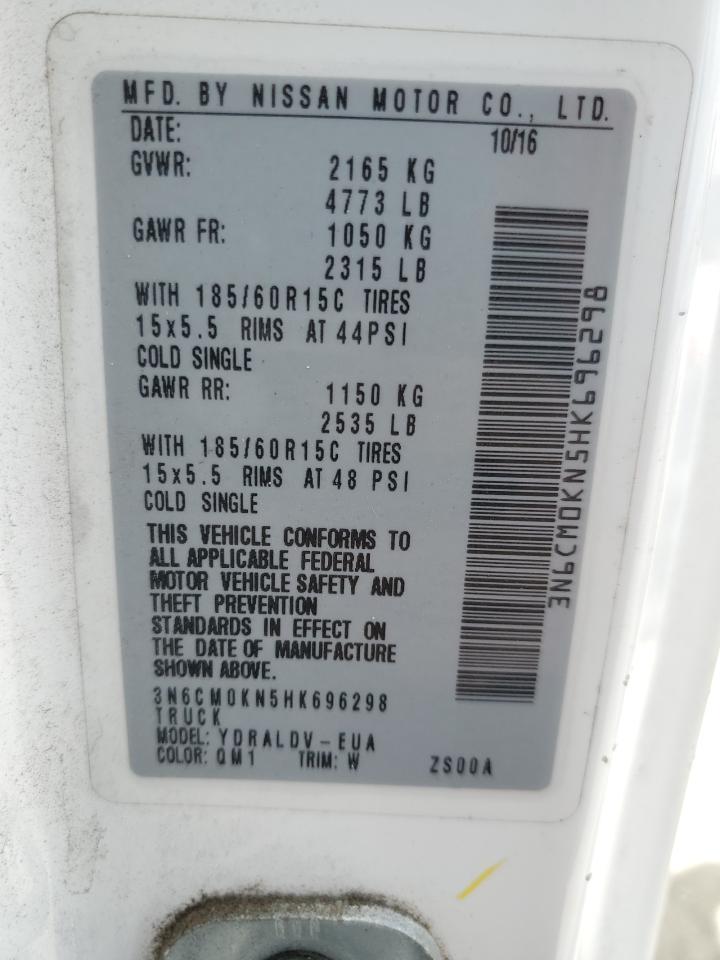 MFD. BY NISSAN MOTOR CO., LTD.
DATE: 10/16
GVWR: 2165 KG
4773 LB
GAWR FR: 1050 KG
2315 LB
WITH 185/60R15C TIRES
15x5.5 RIMS AT 44PSI
COLD SINGLE
GAWR RR: 1150 KG
2535 LB
WITH 185/60R15C TIRES
15x5.5 RIMS AT 48 PSI
COLD SINGLE
THIS VEHICLE CONFORMS TO
ALL APPLICABLE FEDERAL
MOTOR VEHICLE SAFETY AND
THEFT PREVENTION
STANDARDS IN EFFECT ON
THE DATE OF MANUFACTURE
SHOWN ABOVE.
3N6CM0KN5HK696298
TRUCK
MODEL: YDRALDV-EUA
COLOR: QM1 TRIM: W ZS00A
3N6CM0KN5HK696298